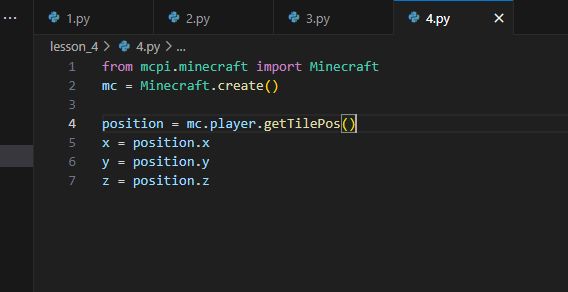 ... 1.py 2.py 3.py 4.py ×
lesson_4 > 4.py > ...
1 from mcpi.minecraft import Minecraft
2 mc = Minecraft.create()
3
4 position = mc.player.getTilePos()
5 x = position.x
6 y = position.y
7 z = position.z